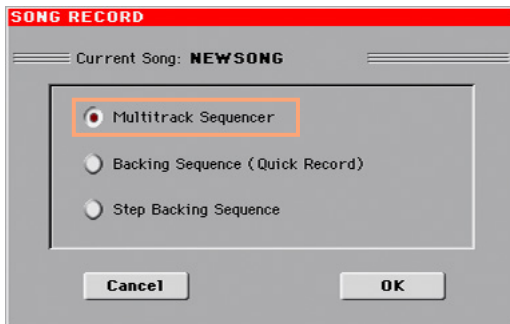 SONG RECORD
Current Song: NEWSONG
Multitrack Sequencer
Backing Sequence (Quick Record)
Step Backing Sequence
Cancel OK